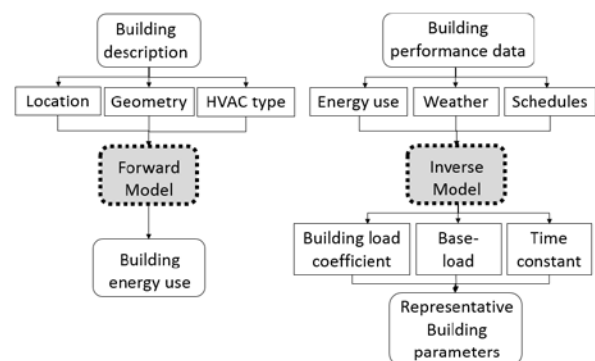 Building
description
Location
Geometry
HVAC type
Forward
Model
Building
energy use
Building
performance data
Energy use
Weather
Schedules
Inverse
Model
Building load
coefficient
Base-
load
Time
constant
Representative
Building
parameters